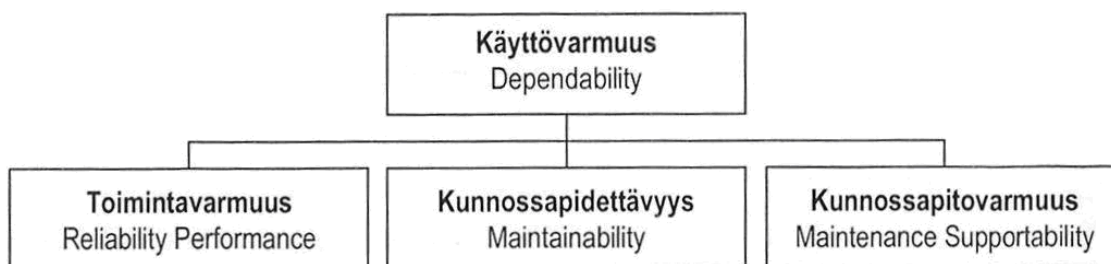 Käyttövarmuus
Dependability
Toimintavarmuus
Reliability Performance
Kunnossapidettävyys
Maintainability
Kunnossapitovarmuus
Maintenance Supportability